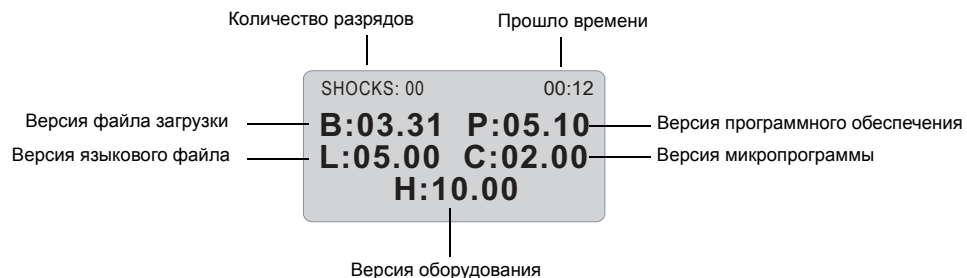 Количество разрядов
Прошло времени
SHOCKS: 00 00:12
Версия файла загрузки
B:03.31 P:05.10
Версия программного обеспечения
Версия языкового файла
L:05.00 C:02.00
Версия микропрограммы
H:10.00
Версия оборудования